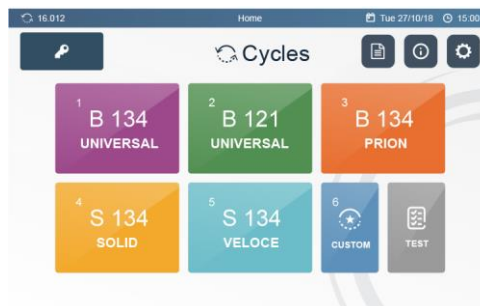 16.012 Home Tue 27/10/18 15:00
Cycles
1
B 134
UNIVERSAL
2
B 121
UNIVERSAL
3
B 134
PRION
4
S 134
SOLID
5
S 134
VELOCE
6
CUSTOM
TEST